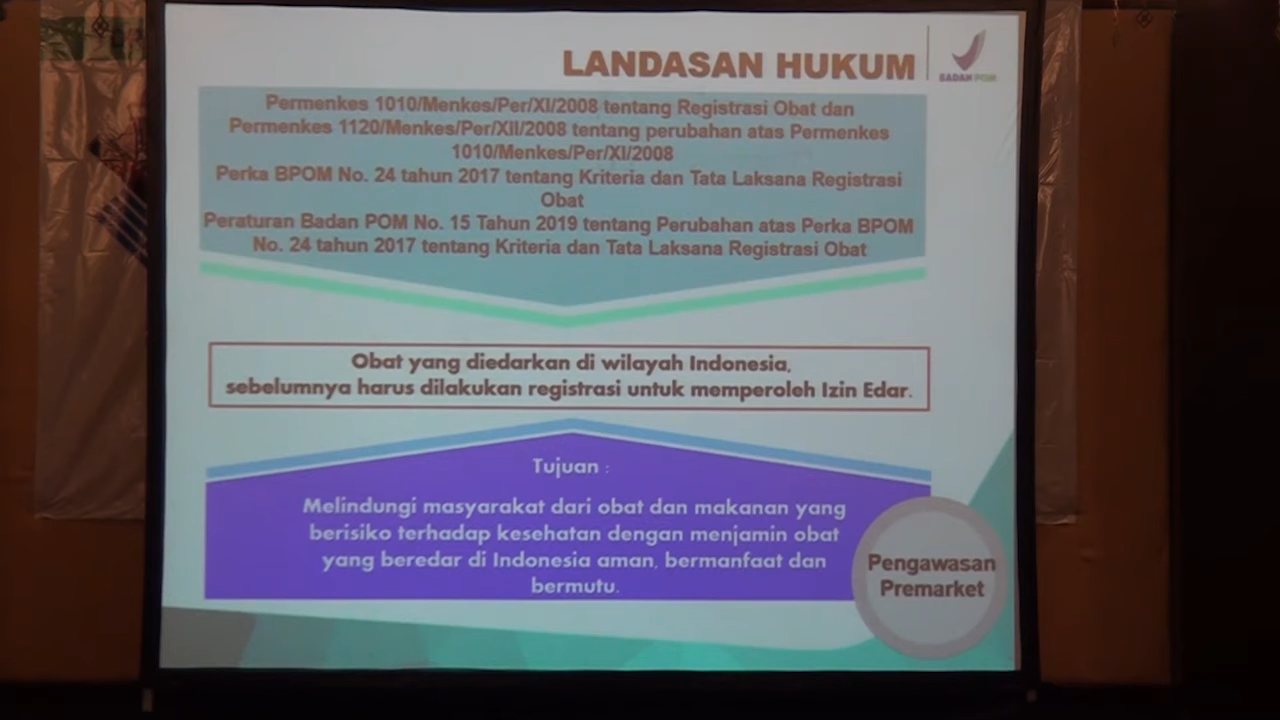 LANDASAN HUKUM
BADAN POM
Permenkes 1010/Menkes/Per/XI/2008 tentang Registrasi Obat dan
Permenkes 1120/Menkes/Per/XII/2008 tentang perubahan atas Permenkes
1010/Menkes/Per/XI/2008
Perka BPOM No. 24 tahun 2017 tentang Kriteria dan Tata Laksana Registrasi
Obat
Peraturan Badan POM No. 15 Tahun 2019 tentang Perubahan atas Perka BPOM
No. 24 tahun 2017 tentang Kriteria dan Tata Laksana Registrasi Obat
Obat yang diedarkan di wilayah Indonesia,
sebelumnya harus dilakukan registrasi untuk memperoleh Izin Edar.
Tujuan :
Melindungi masyarakat dari obat dan makanan yang
berisiko terhadap kesehatan dengan menjamin obat
yang beredar di Indonesia aman, bermanfaat dan
bermutu.
Pengawasan
Premarket